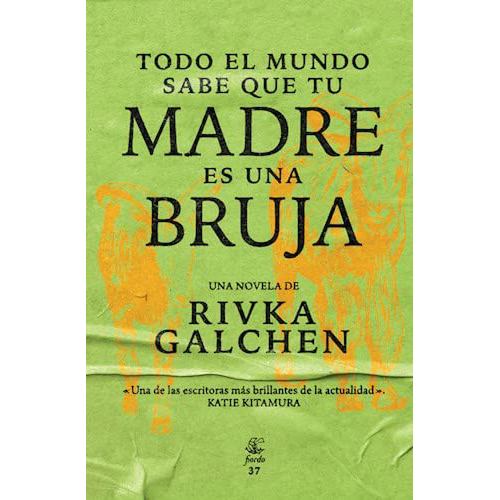 TODO EL MUNDO
SABE QUE TU
MADRE
ES UNA
BRUJA
UNA NOVELA DE
RIVKA
GALCHEN
«Una de las escritoras más brillantes de la actualidad».
KATIE KITAMURA
fiordo
37